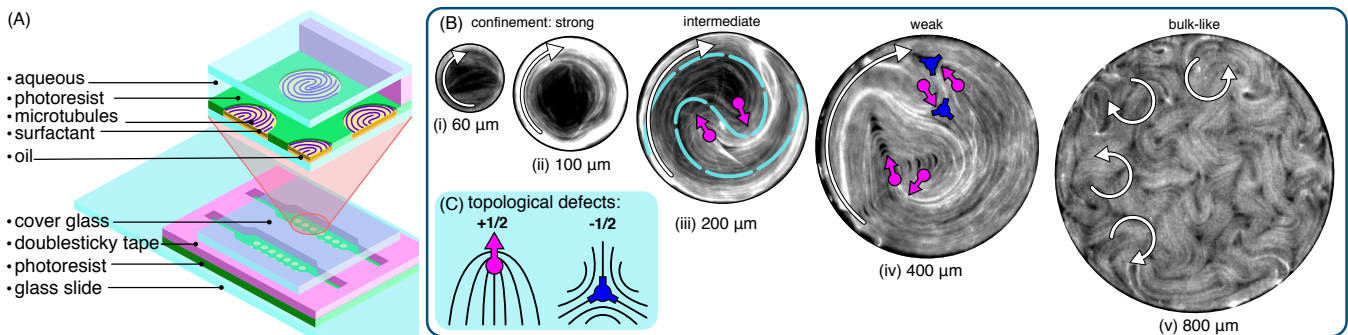 (A)
• aqueous
• photoresist
• microtubules
• surfactant
• oil
• cover glass
• doublesticky tape
• photoresist
• glass slide
(B)
confinement: strong
intermediate
weak
bulk-like
(i) 60 µm
(ii) 100 µm
(iii) 200 µm
(iv) 400 µm
(v) 800 µm
(C) topological defects:
+1/2
-1/2